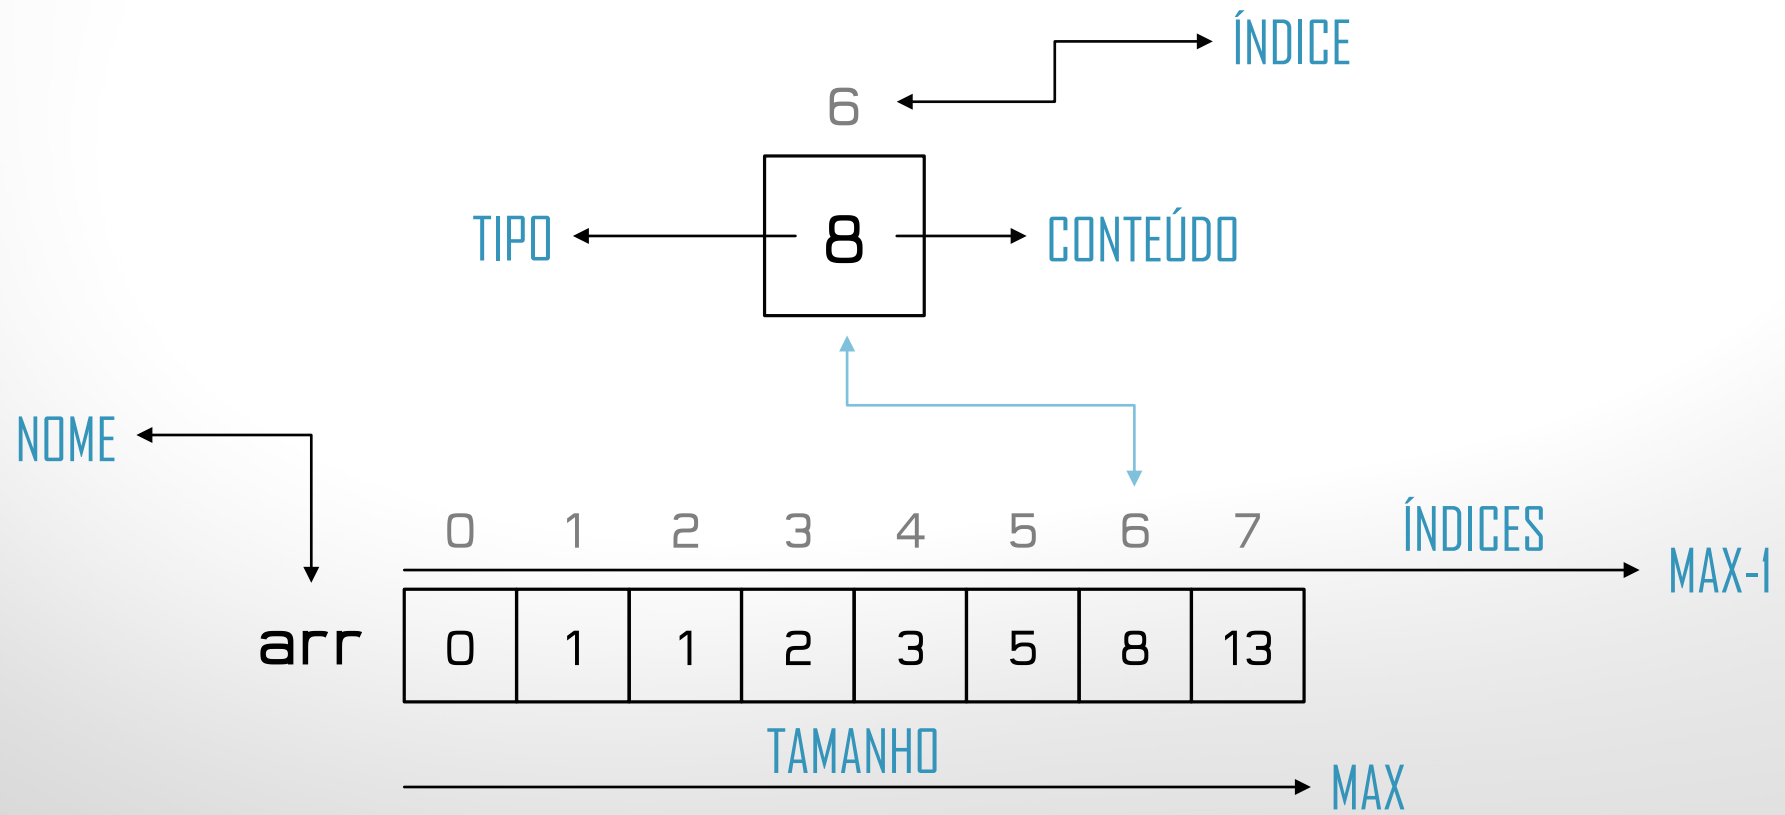 ÍNDICE
6
TIPO 8 CONTEÚDO
NOME
0 1 2 3 4 5 6 7 ÍNDICES
MAX-1
arr 0 1 1 2 3 5 8 13
TAMANHO
MAX